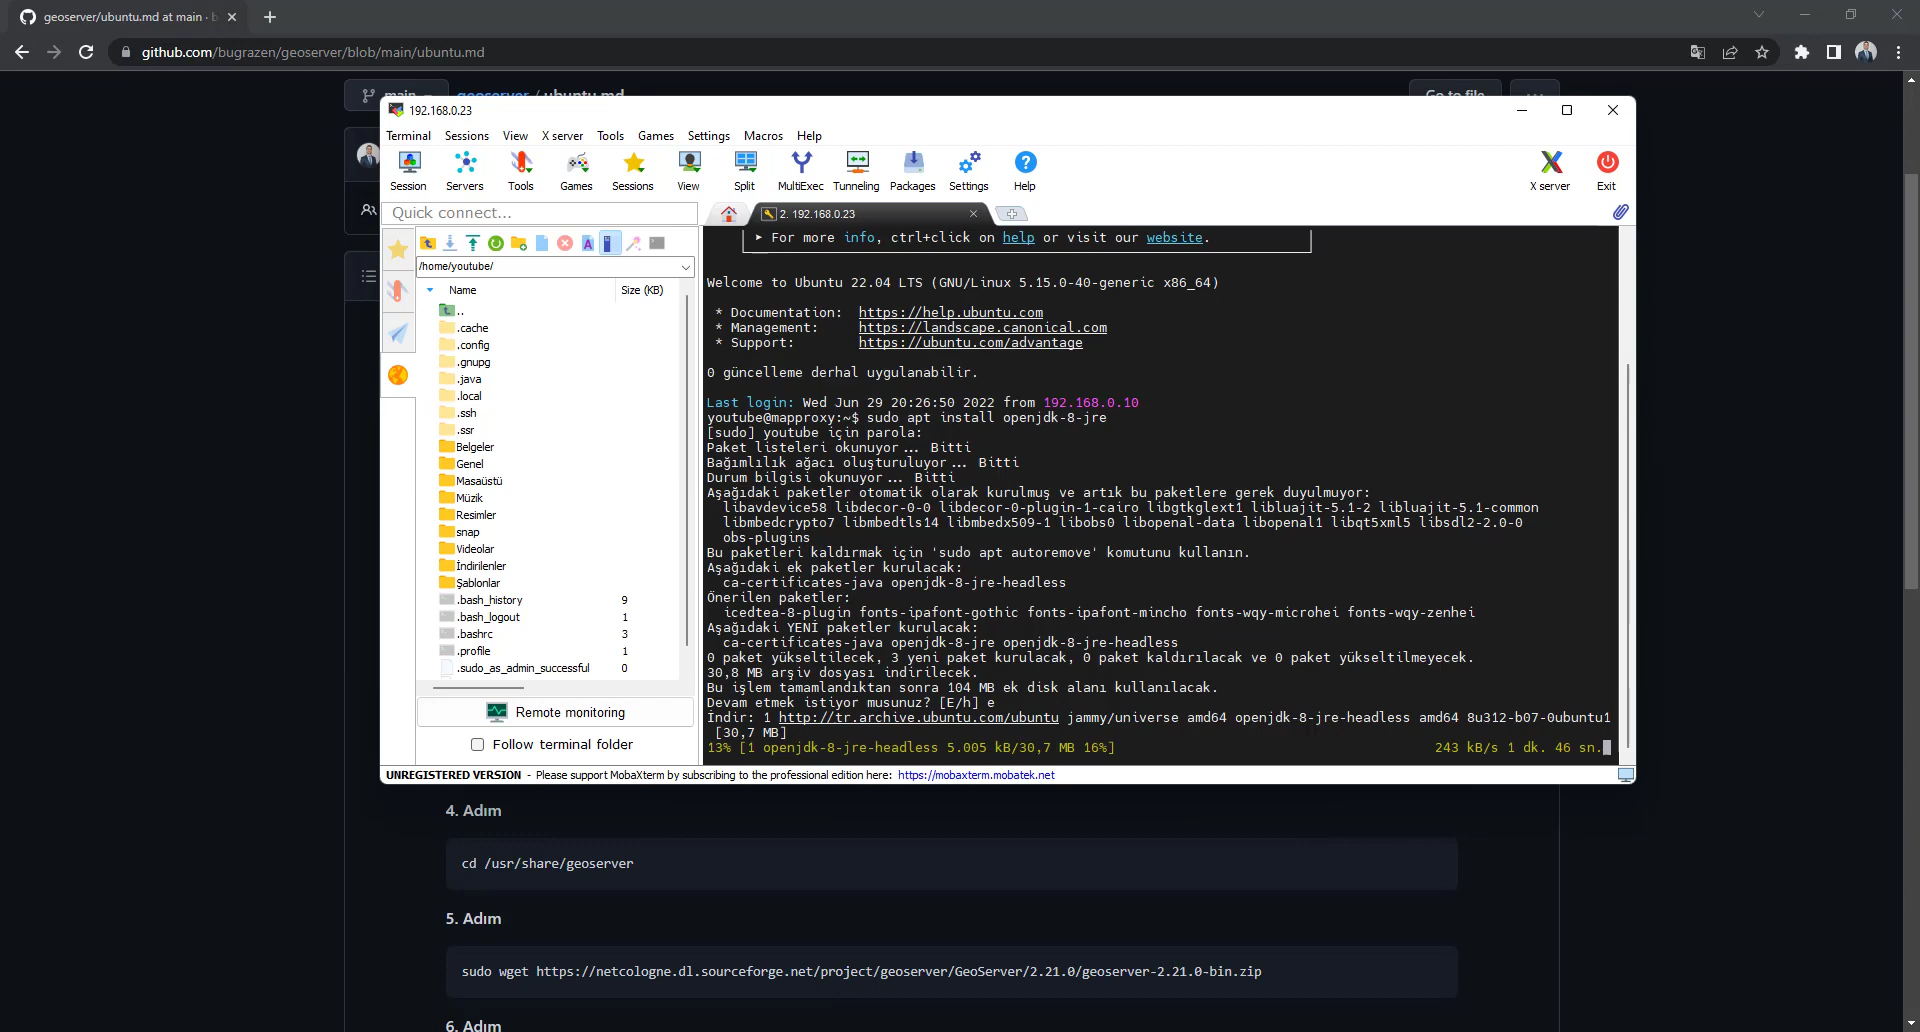 geoserver/ubuntu.md at main · b
github.com/bugrazen/geoserver/blob/main/ubuntu.md
main
geoserver / ubuntu.md
Go to file
192.168.0.23
Terminal Sessions View X server Tools Games Settings Macros Help
Session Servers Tools Games Sessions View Split MultiExec Tunneling Packages Settings Help X server Exit
Quick connect...
2. 192.168.0.23
/home/youtube/
Name Size (KB)
..
.cache
.config
.gnupg
.java
.local
.ssh
.ssr
Belgeler
Genel
Masaüstü
Müzik
Resimler
snap
Videolar
İndirilenler
Şablonlar
.bash_history 9
.bash_logout 1
.bashrc 3
.profile 1
.sudo_as_admin_successful 0
Remote monitoring
Follow terminal folder
▸ For more info, ctrl+click on help or visit our website.
Welcome to Ubuntu 22.04 LTS (GNU/Linux 5.15.0-40-generic x86_64)
* Documentation: https://help.ubuntu.com
* Management: https://landscape.canonical.com
* Support: https://ubuntu.com/advantage
0 güncelleme derhal uygulanabilir.
Last login: Wed Jun 29 20:26:50 2022 from 192.168.0.10
youtube@mapproxy:~$ sudo apt install openjdk-8-jre
[sudo] youtube için parola:
Paket listeleri okunuyor... Bitti
Bağımlılık ağacı oluşturuluyor... Bitti
Durum bilgisi okunuyor... Bitti
Aşağıdaki paketler otomatik olarak kurulmuş ve artık bu paketlere gerek duyulmuyor:
libavdevice58 libdecor-0-0 libdecor-0-plugin-1-cairo libgtkglext1 libluajit-5.1-2 libluajit-5.1-common
libmbedcrypto7 libmbedtls14 libmbedx509-1 libobs0 libopenal-data libopenal1 libqt5xml5 libsdl2-2.0-0
obs-plugins
Bu paketleri kaldırmak için 'sudo apt autoremove' komutunu kullanın.
Aşağıdaki ek paketler kurulacak:
ca-certificates-java openjdk-8-jre-headless
Önerilen paketler:
icedtea-8-plugin fonts-ipafont-gothic fonts-ipafont-mincho fonts-wqy-microhei fonts-wqy-zenhei
Aşağıdaki YENİ paketler kurulacak:
ca-certificates-java openjdk-8-jre openjdk-8-jre-headless
0 paket yükseltilecek, 3 yeni paket kurulacak, 0 paket kaldırılacak ve 0 paket yükseltilmeyecek.
30,8 MB arşiv dosyası indirilecek.
Bu işlem tamamlandıktan sonra 104 MB ek disk alanı kullanılacak.
Devam etmek istiyor musunuz? [E/h] e
İndir: 1 http://tr.archive.ubuntu.com/ubuntu jammy/universe amd64 openjdk-8-jre-headless amd64 8u312-b07-0ubuntu1
[30,7 MB]
13% [1 openjdk-8-jre-headless 5.005 kB/30,7 MB 16%] 243 kB/s 1 dk. 46 sn.
UNREGISTERED VERSION - Please support MobaXterm by subscribing to the professional edition here: https://mobaxterm.mobatek.net
4. Adım
cd /usr/share/geoserver
5. Adım
sudo wget https://netcologne.dl.sourceforge.net/project/geoserver/GeoServer/2.21.0/geoserver-2.21.0-bin.zip
6. Adım